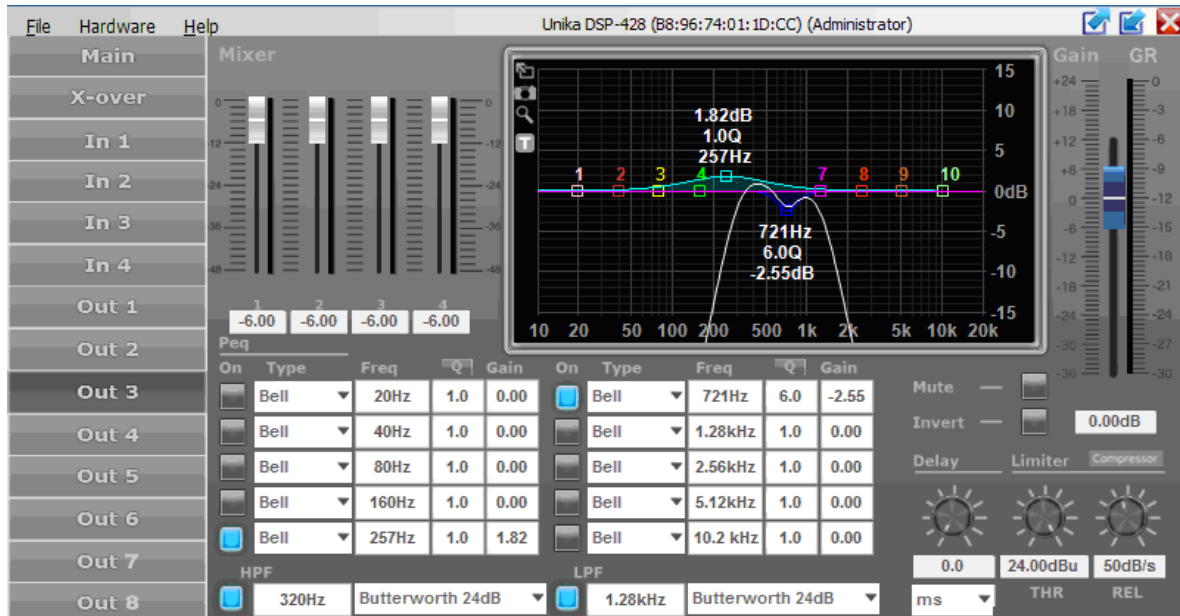 File Hardware Help Unika DSP-428 (B8:96:74:01:1D:CC) (Administrator)
Main
X-over
In 1
In 2
In 3
In 4
Out 1
Out 2
Out 3
Out 4
Out 5
Out 6
Out 7
Out 8
Mixer
0 0
-12 -12
-24 -24
-36 -36
-48 -48
1 2 3 4
-6.00 -6.00 -6.00 -6.00
T
1.82dB
1.0Q
257Hz
1 2 3 4 7 8 9 10
721Hz
6.0Q
-2.55dB
15
10
5
0dB
-5
-10
-15
10 20 50 100 200 500 1k 2k 5k 10k 20k
Gain GR
+24 0
+18 -3
+12 -6
+6 -9
0 -12
-6 -15
-12 -18
-18 -21
-24 -24
-30 -27
-36 -30
Peq
On Type Freq Q Gain On Type Freq Q Gain
Bell 20Hz 1.0 0.00 Bell 721Hz 6.0 -2.55
Bell 40Hz 1.0 0.00 Bell 1.28kHz 1.0 0.00
Bell 80Hz 1.0 0.00 Bell 2.56kHz 1.0 0.00
Bell 160Hz 1.0 0.00 Bell 5.12kHz 1.0 0.00
Bell 257Hz 1.0 1.82 Bell 10.2 kHz 1.0 0.00
HPF LPF
320Hz Butterworth 24dB 1.28kHz Butterworth 24dB
Mute
Invert 0.00dB
Delay Limiter Compressor
0.0 24.00dBu 50dB/s
ms THR REL